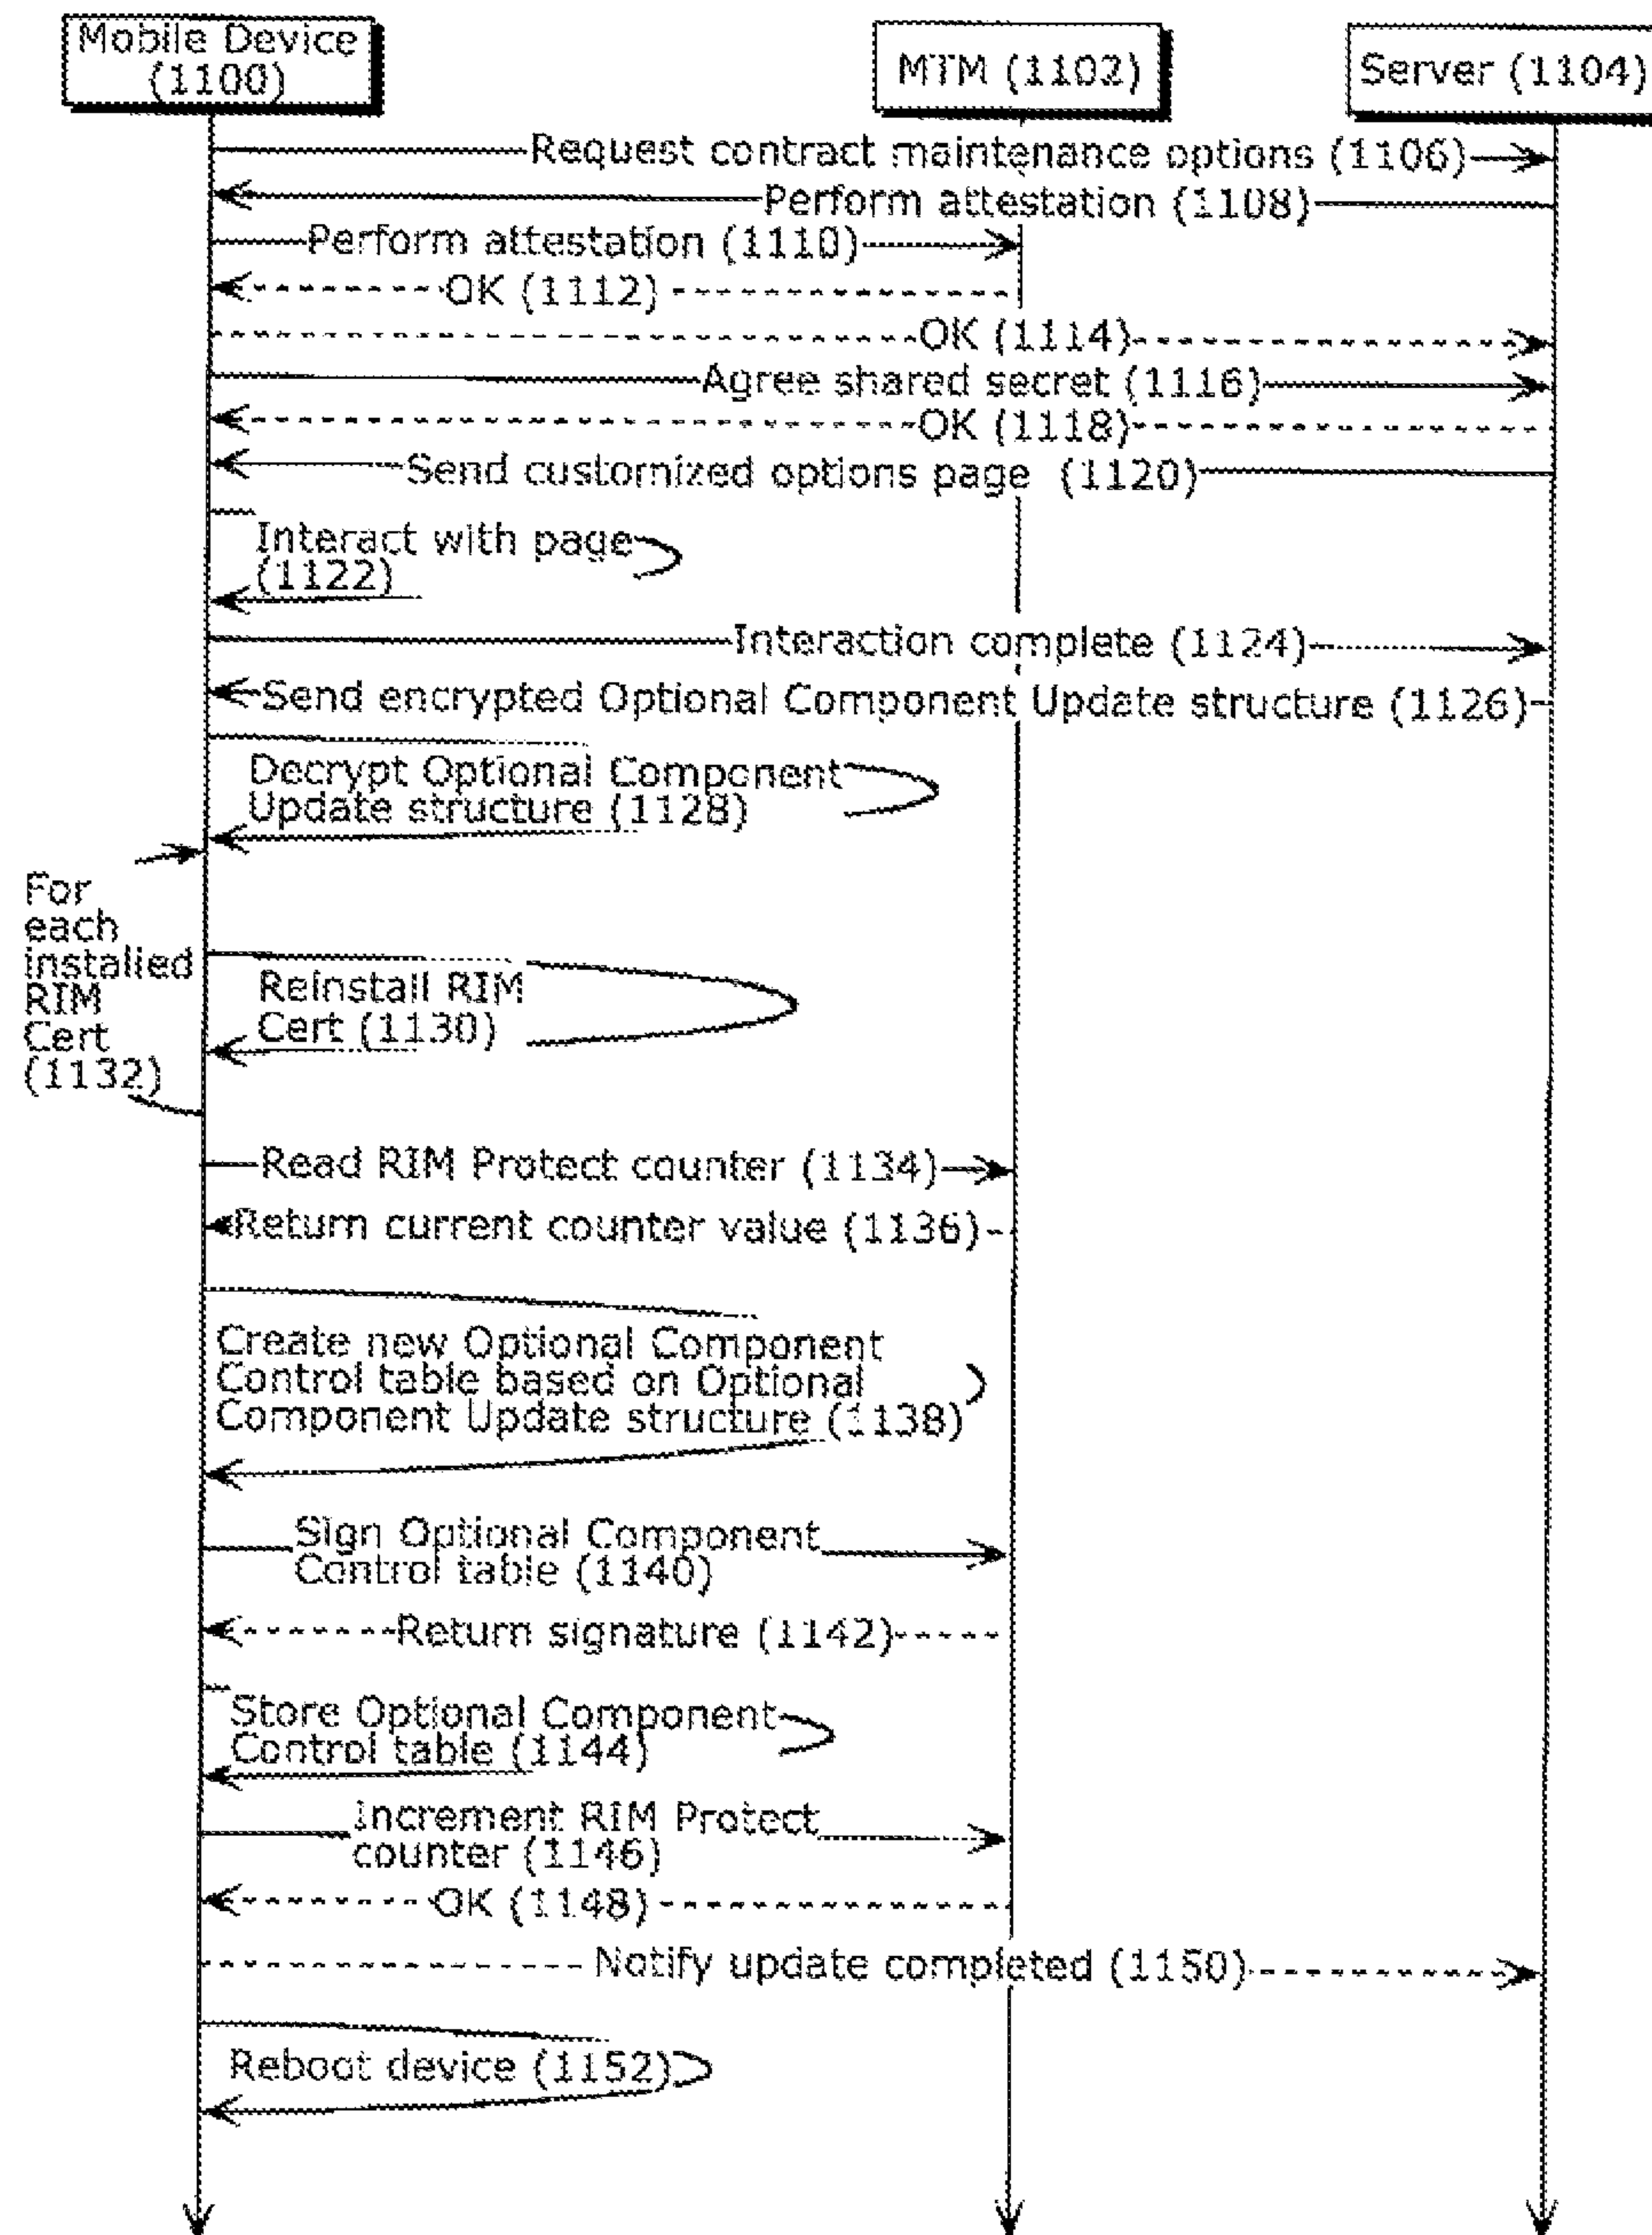 Mobile Device
(1100)
MTM (1102)
Server (1104)
Request contract maintenance options (1106)
Perform attestation (1108)
Perform attestation (1110)
OK (1112)
OK (1114)
Agree shared secret (1116)
OK (1118)
Send customized options page (1120)
Interact with page
(1122)
Interaction complete (1124)
Send encrypted Optional Component Update structure (1126)
Decrypt Optional Component
Update structure (1128)
For
each
installed
RIM
Cert
(1132)
Reinstall RIM
Cert (1130)
Read RIM Protect counter (1134)
Return current counter value (1136)
Create new Optional Component
Control table based on Optional
Component Update structure (1138)
Sign Optional Component
Control table (1140)
Return signature (1142)
Store Optional Component
Control table (1144)
Increment RIM Protect
counter (1146)
OK (1148)
Notify update completed (1150)
Reboot device (1152)